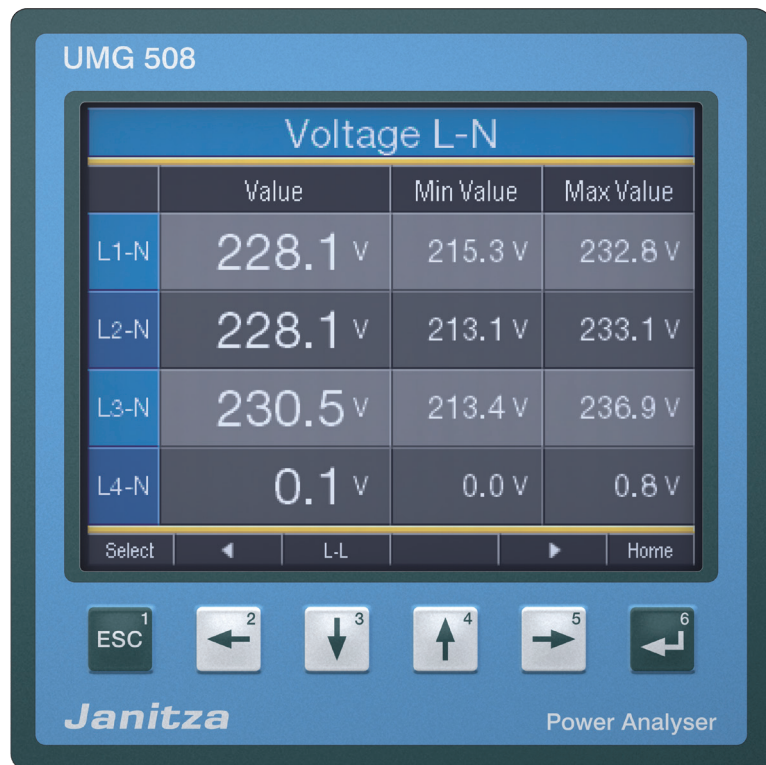 UMG 508
Voltage L-N
Value Min Value Max Value
L1-N 228.1 V 215.3 V 232.8 V
L2-N 228.1 V 213.1 V 233.1 V
L3-N 230.5 V 213.4 V 236.9 V
L4-N 0.1 V 0.0 V 0.8 V
Select ◀ L-L ▶ Home
ESC 1 ← 2 ↓ 3 ↑ 4 → 5 ↵ 6
Janitza Power Analyser